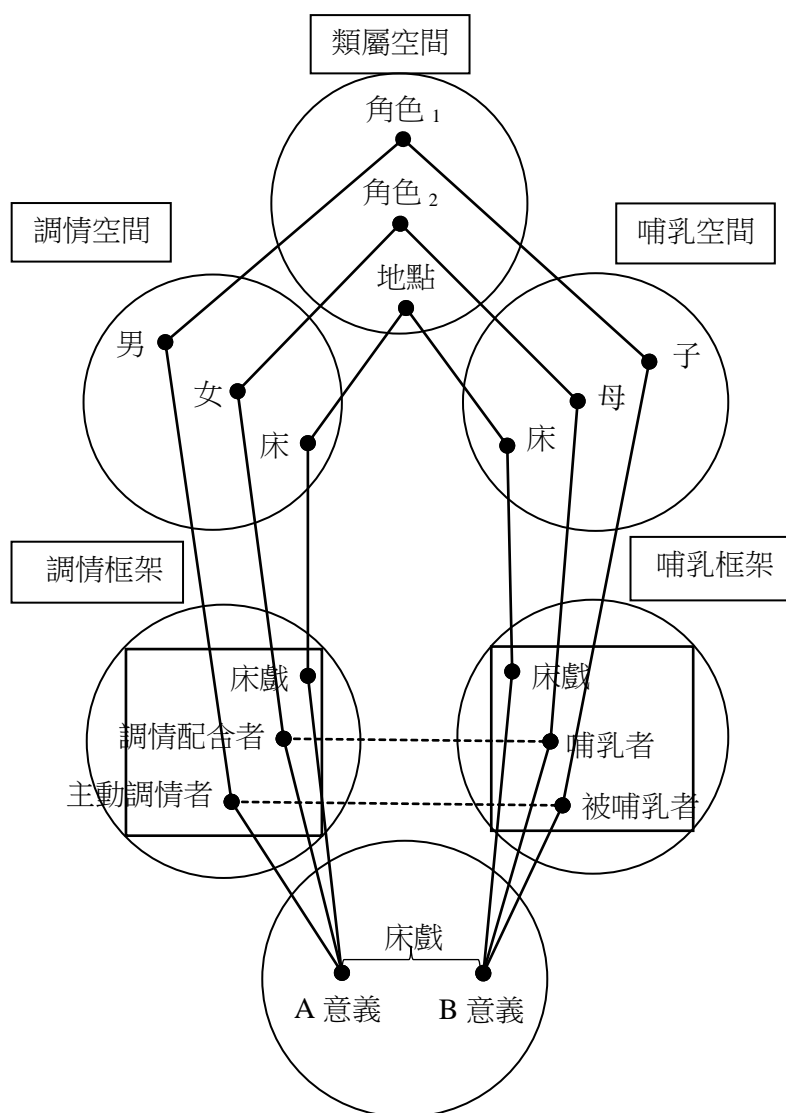 類屬空間
角色 1
角色 2
調情空間
哺乳空間
地點
男
子
女
母
床
床
調情框架
哺乳框架
床戲
床戲
調情配合者
哺乳者
主動調情者
被哺乳者
床戲
A 意義
B 意義